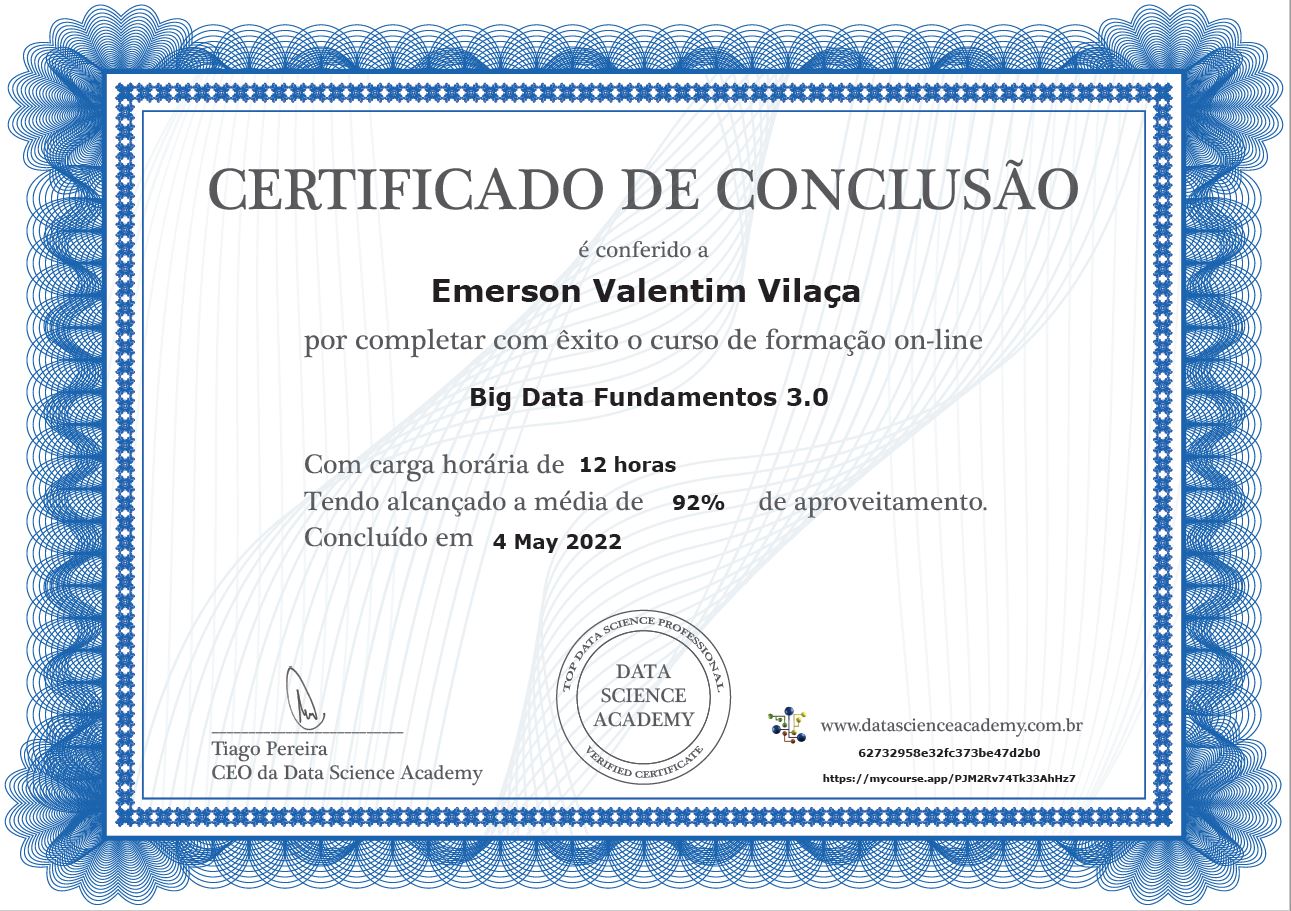 CERTIFICADO DE CONCLUSÃO
é conferido a
Emerson Valentim Vilaça
por completar com êxito o curso de formação on-line
Big Data Fundamentos 3.0
Com carga horária de 12 horas
Tendo alcançado a média de 92% de aproveitamento.
Concluído em 4 May 2022
TOP DATA SCIENCE PROFESSIONAL
DATA
SCIENCE
ACADEMY
VERIFIED CERTIFICATE
Tiago Pereira
CEO da Data Science Academy
www.datascienceacademy.com.br
62732958e32fc373be47d2b0
https://mycourse.app/PJM2Rv74Tk33AhHz7